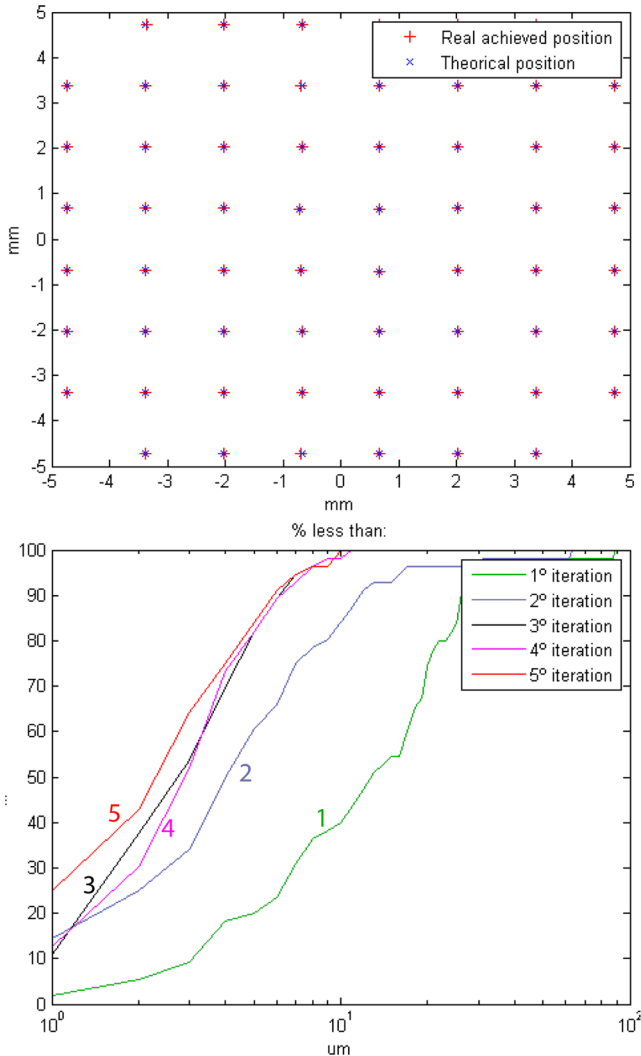 5
4
3
2
1
0
-1
-2
-3
-4
-5
mm
Real achieved position
Theorical position
-5 -4 -3 -2 -1 0 1 2 3 4 5
mm
% less than:
100
90
80
70
60
50
40
30
20
10
0
...
1º iteration
2º iteration
3º iteration
4º iteration
5º iteration
5
4
3
2
1
10⁰ 10¹ 10²
um